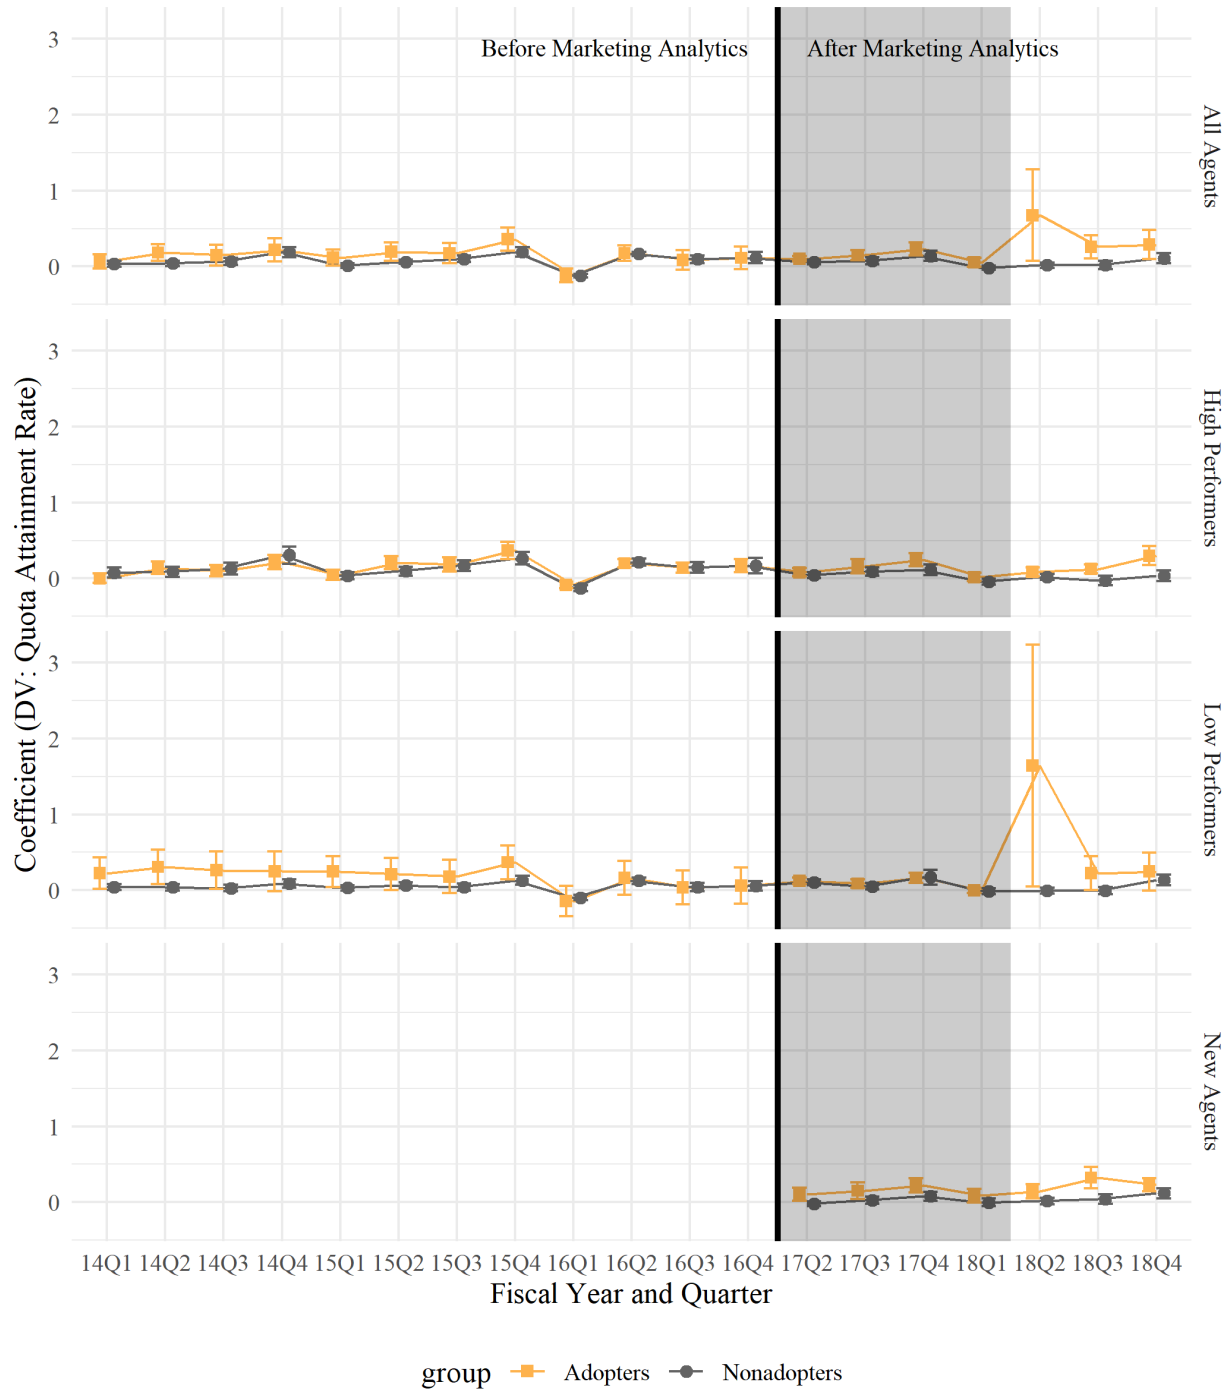 Before Marketing Analytics
After Marketing Analytics
3
2
1
0
All Agents
3
2
1
0
High Performers
3
2
1
0
Low Performers
3
2
1
0
New Agents
Coefficient (DV: Quota Attainment Rate)
14Q1 14Q2 14Q3 14Q4 15Q1 15Q2 15Q3 15Q4 16Q1 16Q2 16Q3 16Q4 17Q2 17Q3 17Q4 18Q1 18Q2 18Q3 18Q4
Fiscal Year and Quarter
group Adopters Nonadopters